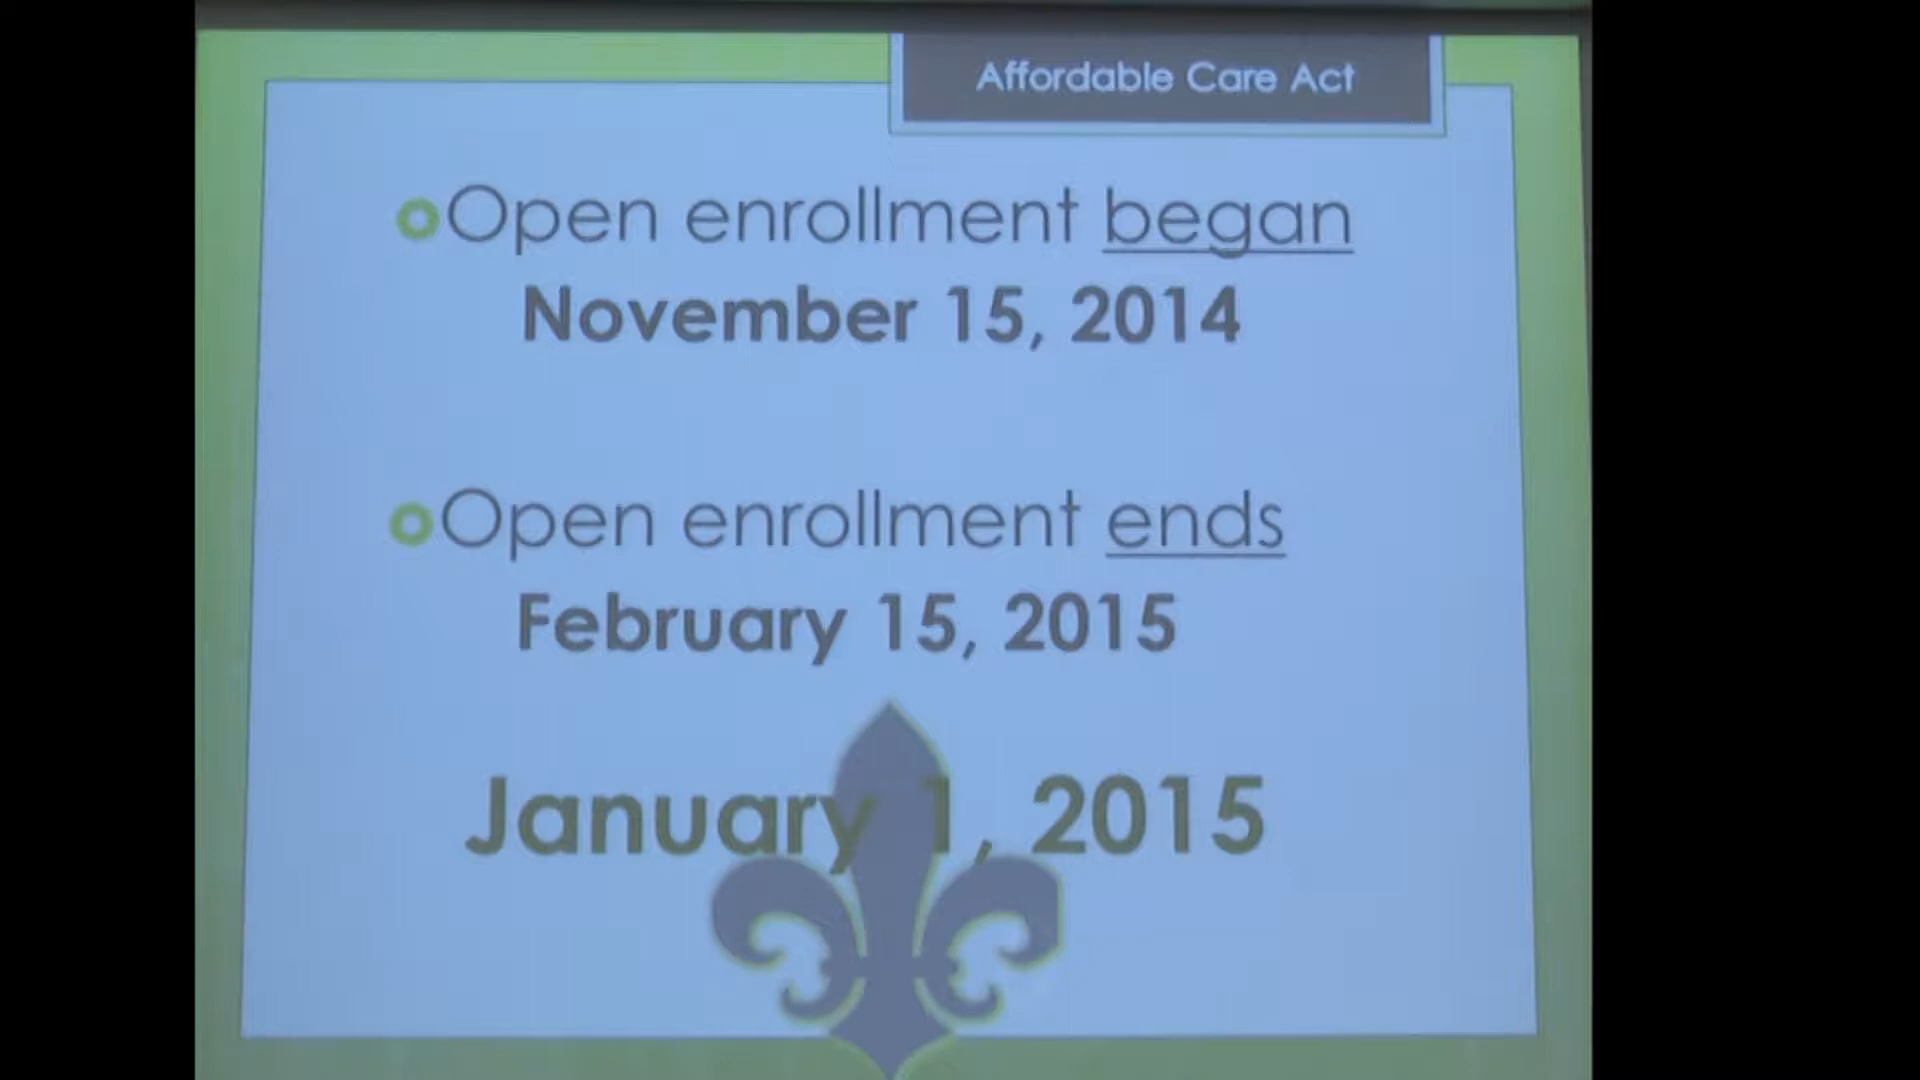 Affordable Care Act
Open enrollment began
November 15, 2014
Open enrollment ends
February 15, 2015
January 1, 2015